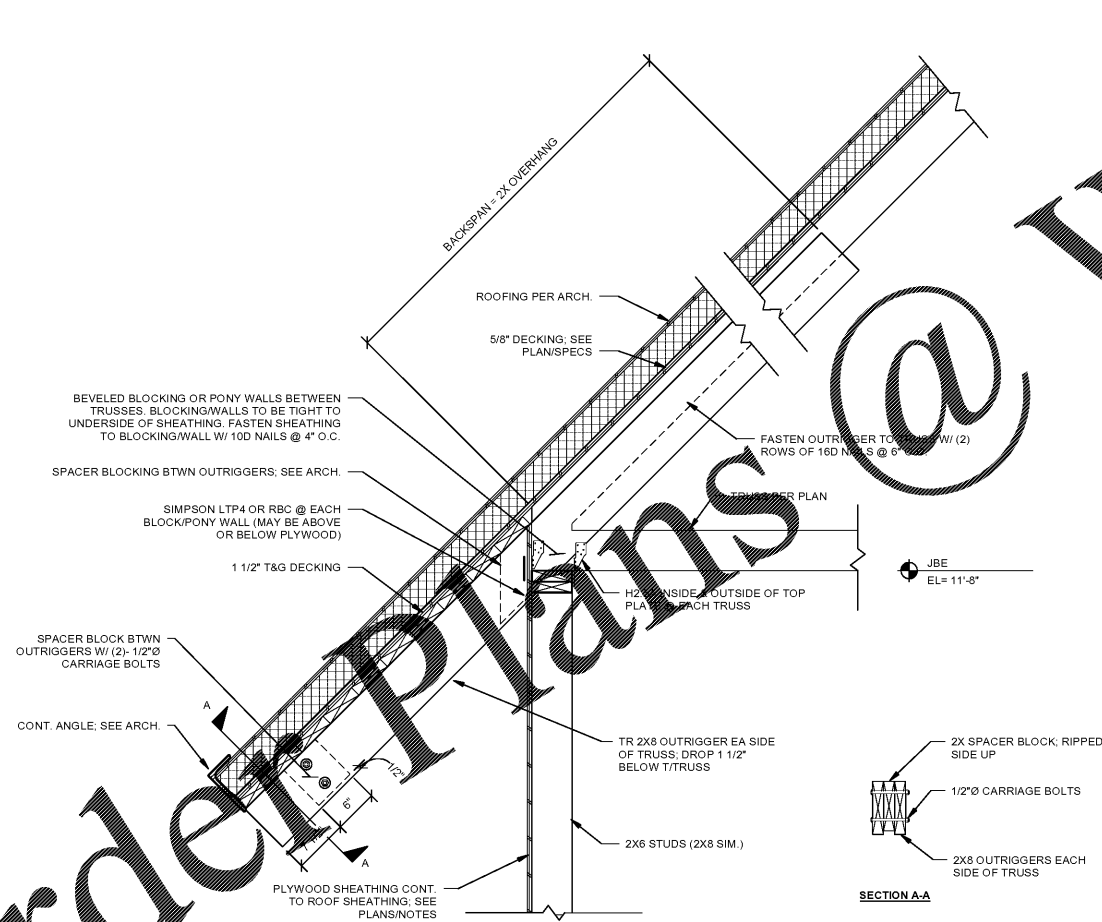 BACKSPAN = 2X OVERHANG
ROOFING PER ARCH.
5/8" DECKING; SEE
PLAN/SPECS
BEVELED BLOCKING OR PONY WALLS BETWEEN
TRUSSES. BLOCKING/WALLS TO BE TIGHT TO
UNDERSIDE OF SHEATHING. FASTEN SHEATHING
TO BLOCKING/WALL W/ 10D NAILS @ 4" O.C.
SPACER BLOCKING BTWN OUTRIGGERS; SEE ARCH.
SIMPSON LTP4 OR RBC @ EACH
BLOCK/PONY WALL (MAY BE ABOVE
OR BELOW PLYWOOD)
1 1/2" T&G DECKING
SPACER BLOCK BTWN
OUTRIGGERS W/ (2)- 1/2"Ø
CARRIAGE BOLTS
A
CONT. ANGLE; SEE ARCH.
1/2"
6"
A
PLYWOOD SHEATHING CONT.
TO ROOF SHEATHING; SEE
PLANS/NOTES
FASTEN OUTRIGGER TO TRUSS W/ (2)
ROWS OF 16D NAILS @ 6"
TRUSS PER PLAN
JBE
EL= 11'-8"
INSIDE & OUTSIDE OF TOP
PLATE @ EACH TRUSS
TR 2X8 OUTRIGGER EA SIDE
OF TRUSS; DROP 1 1/2"
BELOW T/TRUSS
2X6 STUDS (2X8 SIM.)
2X SPACER BLOCK; RIPPED
SIDE UP
1/2"Ø CARRIAGE BOLTS
2X8 OUTRIGGERS EACH
SIDE OF TRUSS
SECTION A-A
rder Plans @